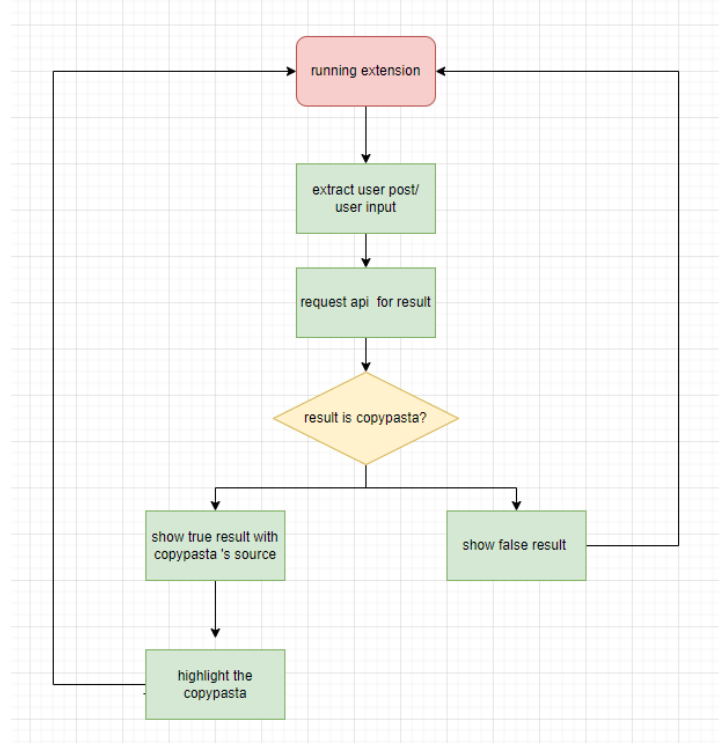 running extension
extract user post/
user input
request api  for result
result is copypasta?
show true result with
copypasta 's source
show false result
highlight the
copypasta